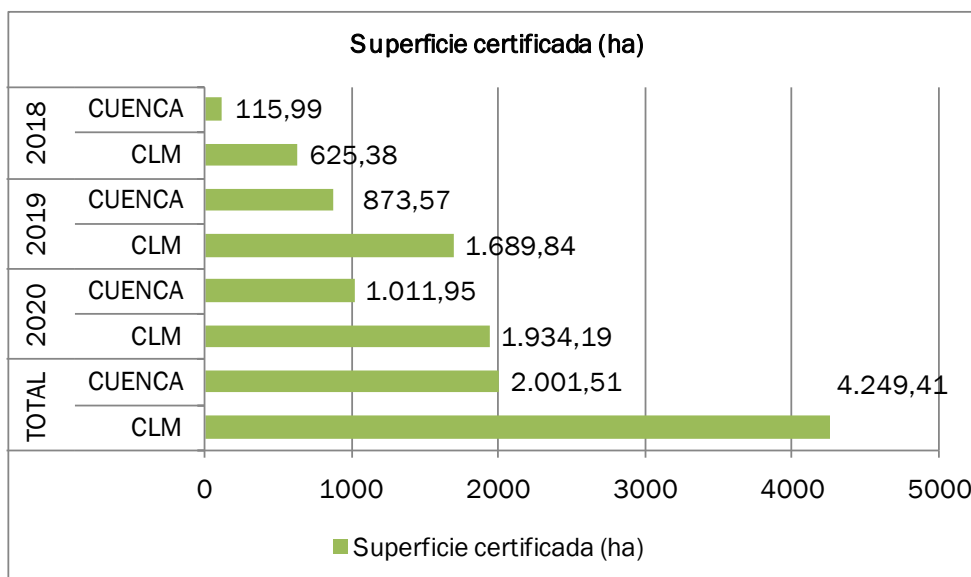 Superficie certificada (ha)
2018
CUENCA 115,99
CLM 625,38
2019
CUENCA 873,57
CLM 1.689,84
2020
CUENCA 1.011,95
CLM 1.934,19
TOTAL
CUENCA 2.001,51
CLM 4.249,41
0 1000 2000 3000 4000 5000
Superficie certificada (ha)